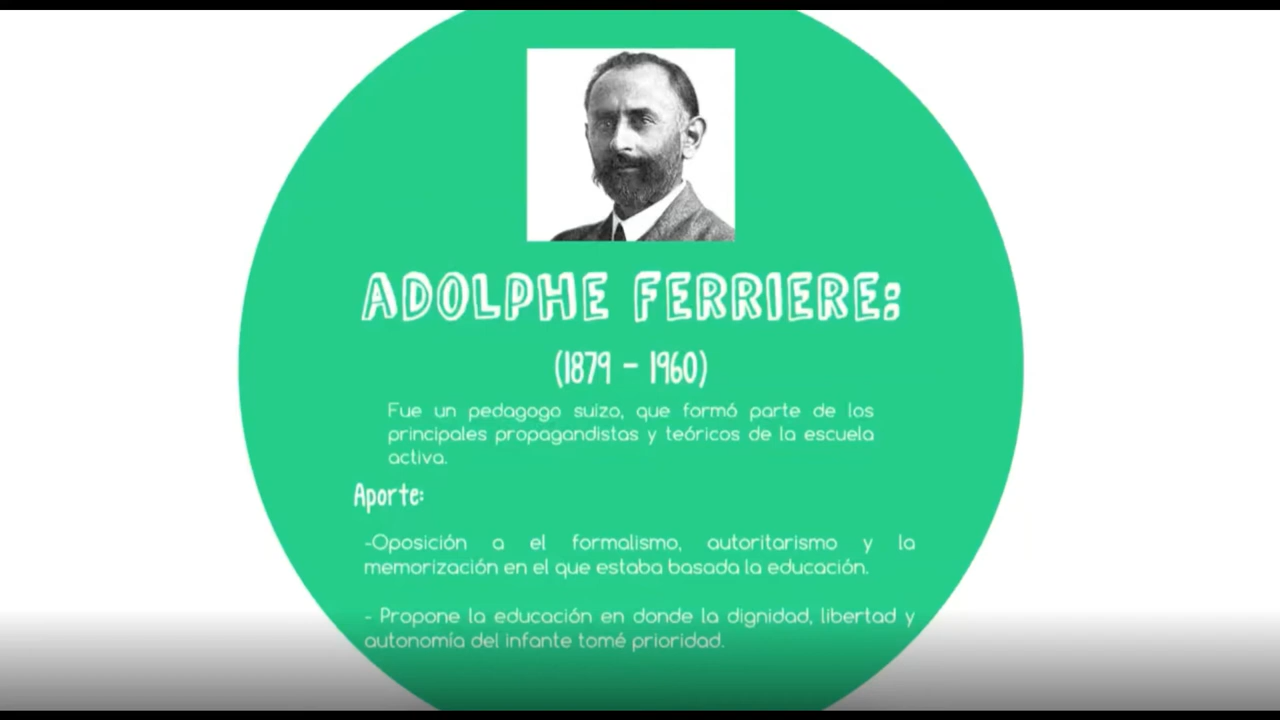 ADOLPHE FERRIERE:
(1879 - 1960)
Fue un pedagogo suizo, que formó parte de los
principales propagandistas y teóricos de la escuela
activa.
Aporte:
-Oposición a el formalismo, autoritarismo y la
memorización en el que estaba basada la educación.
- Propone la educación en donde la dignidad, libertad y
autonomía del infante tomé prioridad.